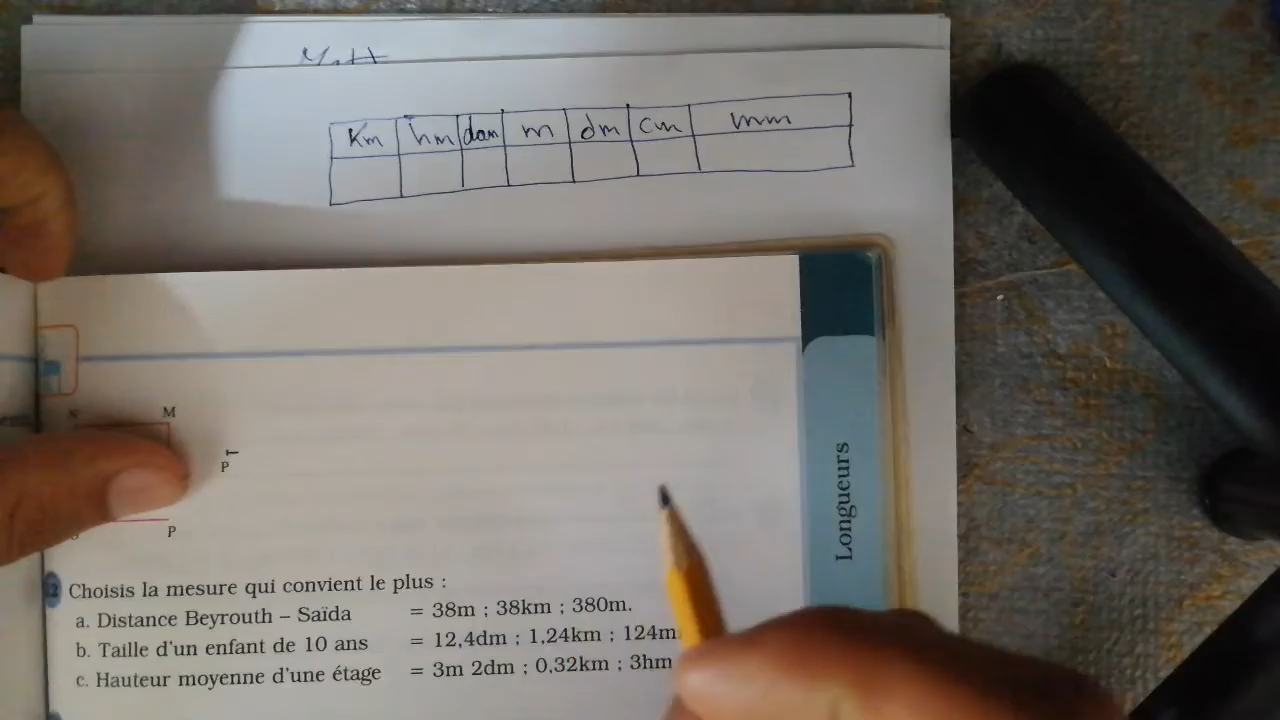 Km hm dam m dm cm mm
N M
T
P
P
Longueurs
2 Choisis la mesure qui convient le plus :
a. Distance Beyrouth – Saïda = 38m ; 38km ; 380m.
b. Taille d'un enfant de 10 ans = 12,4dm ; 1,24km ; 124m.
c. Hauteur moyenne d'une étage = 3m 2dm ; 0,32km ; 3hm